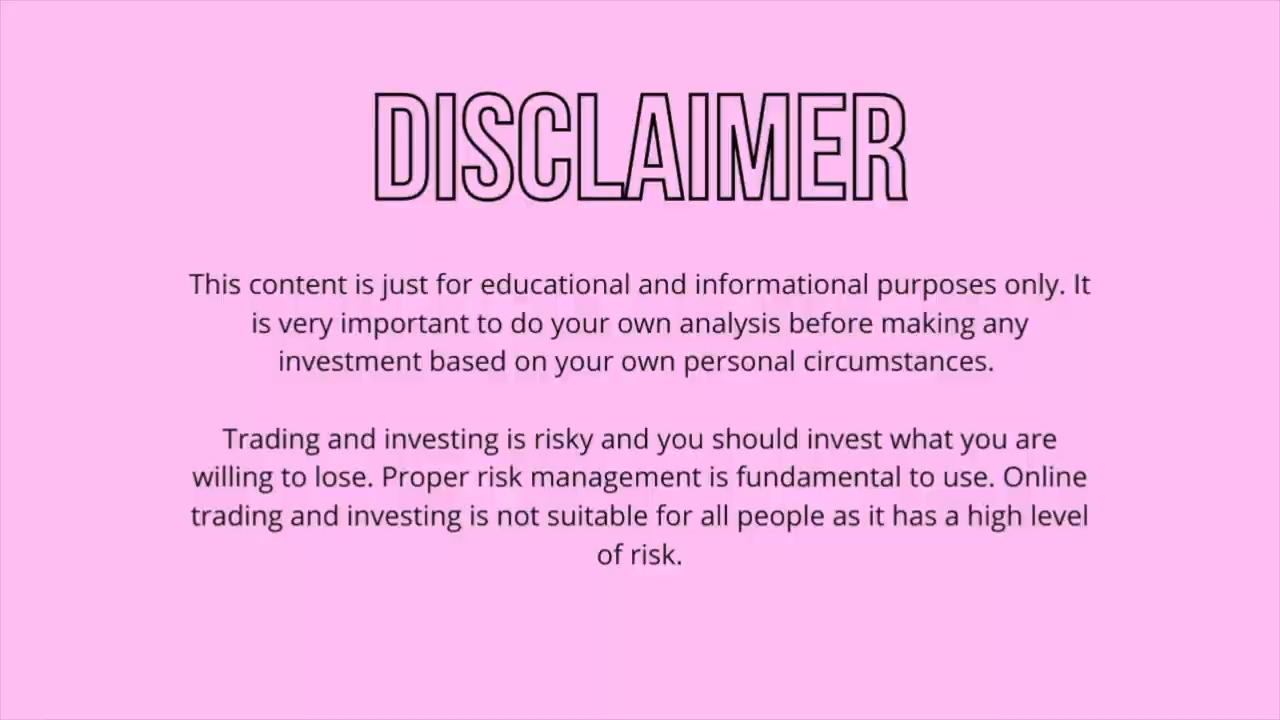 DISCLAIMER
This content is just for educational and informational purposes only. It
is very important to do your own analysis before making any
investment based on your own personal circumstances.
Trading and investing is risky and you should invest what you are
willing to lose. Proper risk management is fundamental to use. Online
trading and investing is not suitable for all people as it has a high level
of risk.